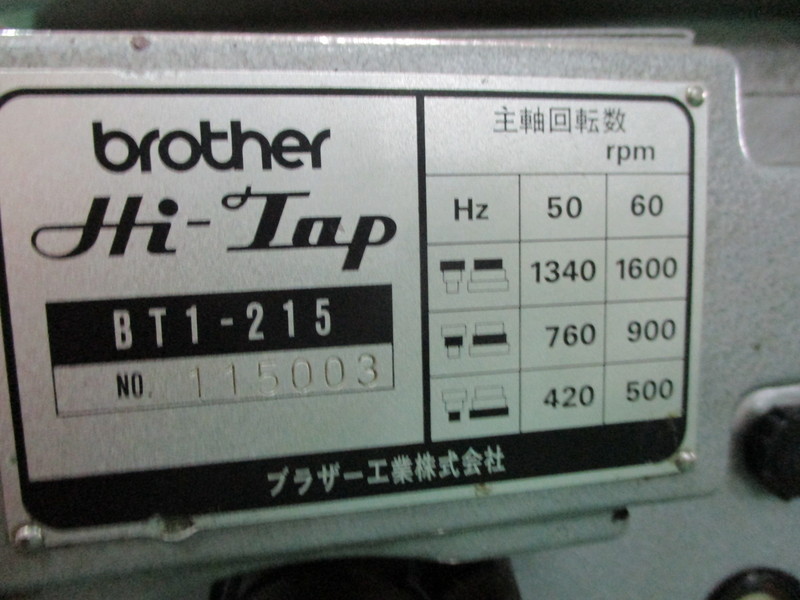 brother
Hi-Tap
BT1-215
NO. 115003
主軸回転数
rpm
Hz 50 60
1340 1600
760 900
420 500
ブラザー工業株式会社